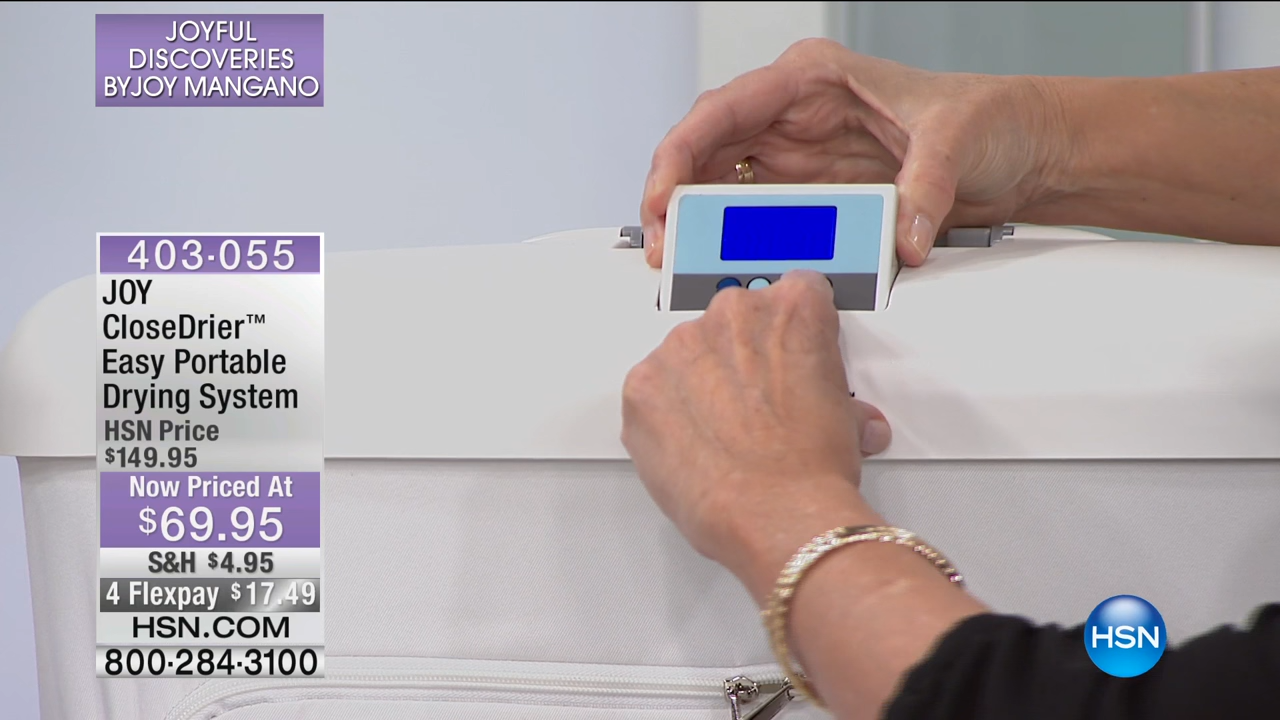 JOYFUL
DISCOVERIES
BYJOY MANGANO
403·055
JOY
CloseDrier™
Easy Portable
Drying System
HSN Price
$149.95
Now Priced At
$69.95
S&H $4.95
4 Flexpay $17.49
HSN.COM
800·284·3100
HSN